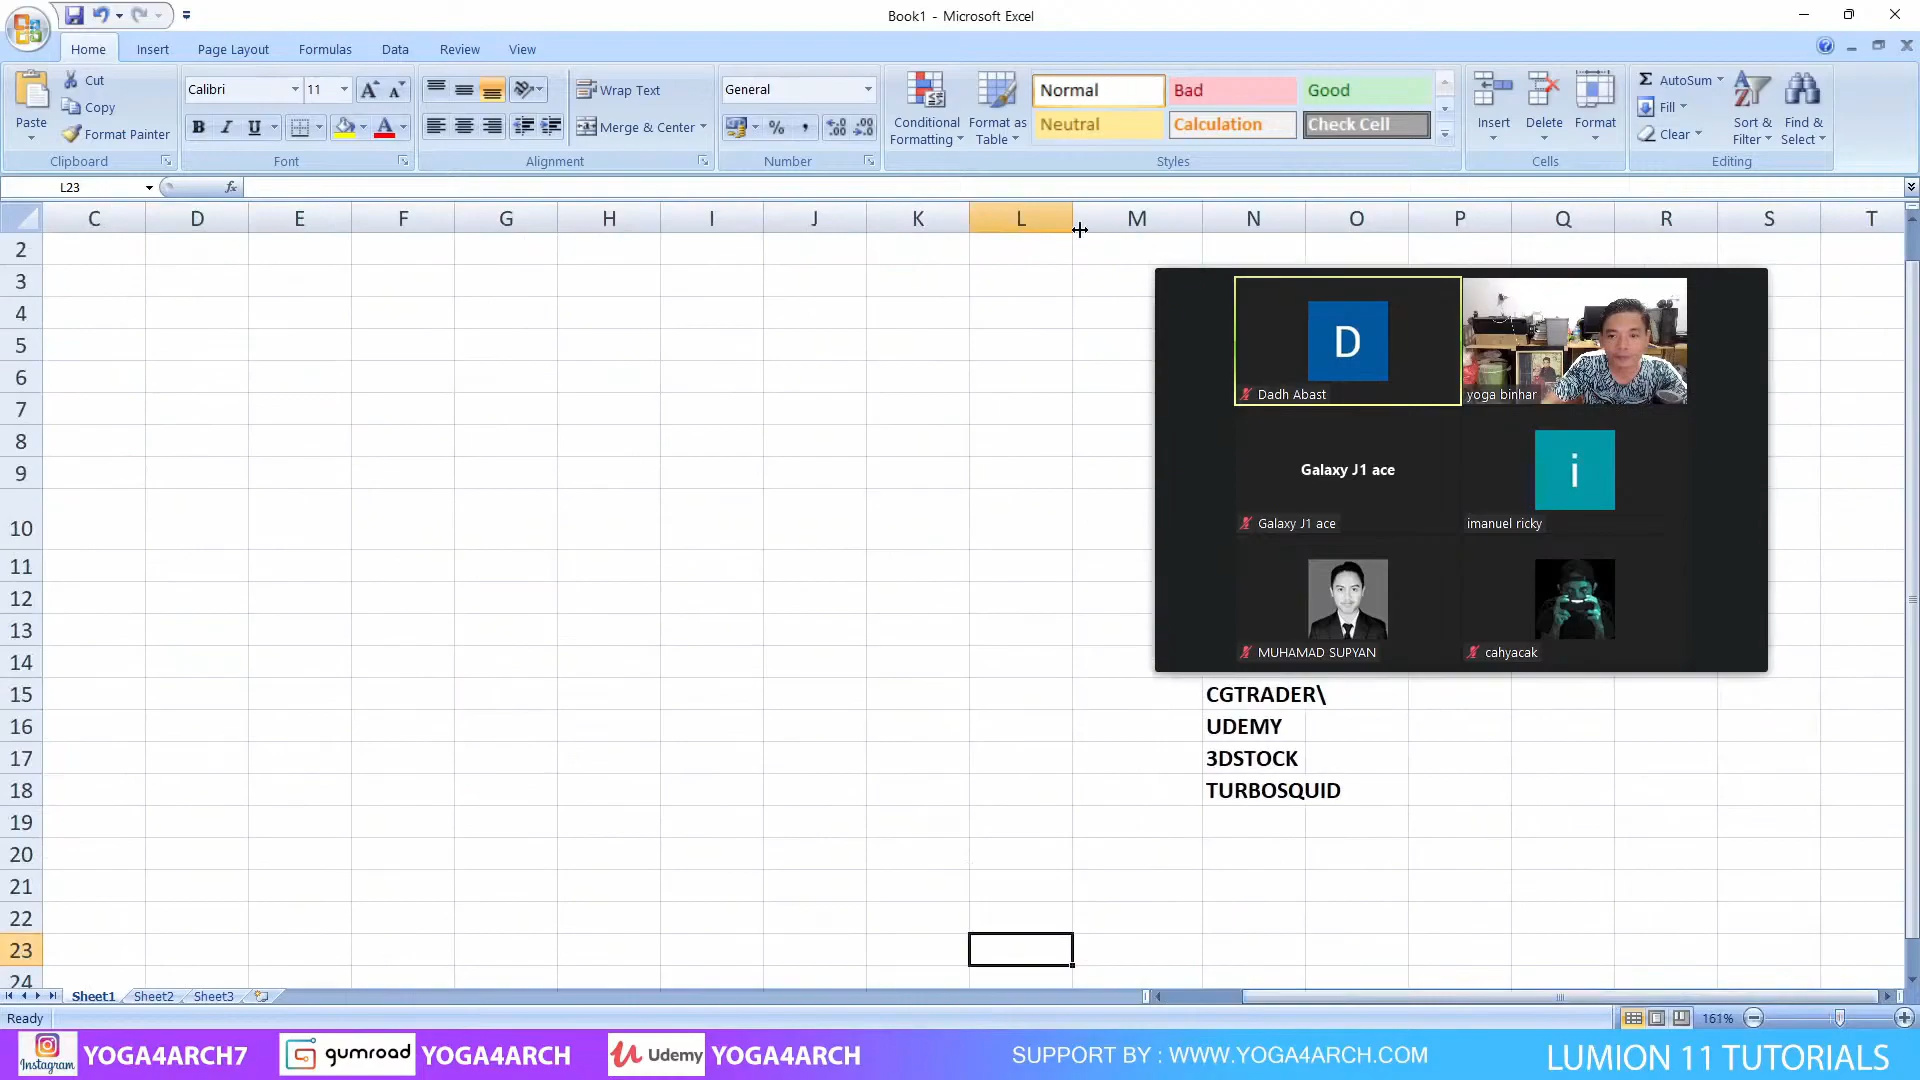 Book1 - Microsoft Excel
Home Insert Page Layout Formulas Data Review View
Paste
Cut
Copy
Format Painter
Clipboard
Calibri 11
B I U
Font
Wrap Text
Merge & Center
Alignment
General
% ,
Number
Conditional Formatting
Format as Table
Normal Bad Good
Neutral Calculation Check Cell
Styles
Insert Delete Format
Cells
Σ AutoSum
Fill
Clear
Sort & Filter
Find & Select
Editing
L23 fx
C D E F G H I J K L M N O P Q R S T
2
3
4
5
6
7
8
9
10
11
12
13
14
15
16
17
18
19
20
21
22
23
24
D
Dadh Abast
yoga binhar
Galaxy J1 ace
Galaxy J1 ace
i
imanuel ricky
MUHAMAD SUPYAN
cahyacak
CGTRADER\
UDEMY
3DSTOCK
TURBOSQUID
Sheet1 Sheet2 Sheet3
Ready 161%
Instagram YOGA4ARCH7 gumroad YOGA4ARCH Udemy YOGA4ARCH SUPPORT BY : WWW.YOGA4ARCH.COM LUMION 11 TUTORIALS